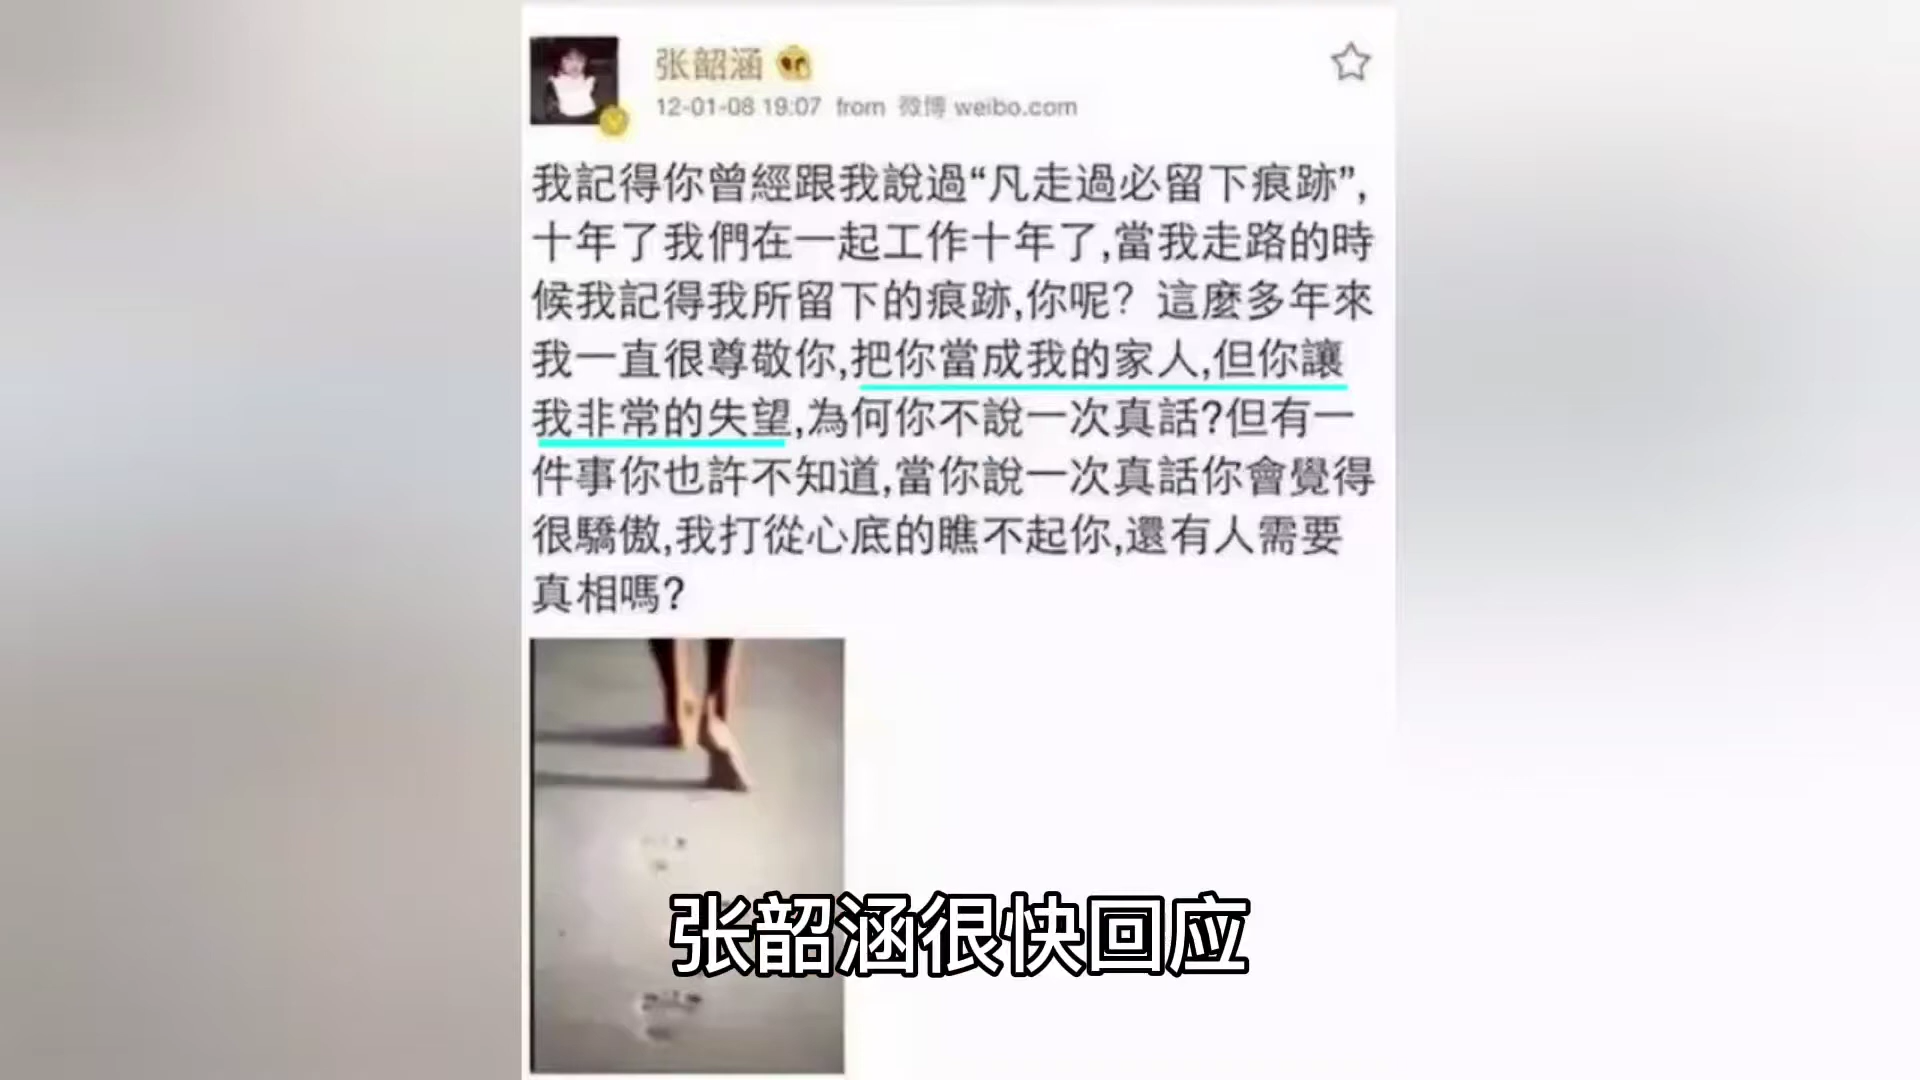 张韶涵
12-01-08 19:07 from 微博 weibo.com
我記得你曾經跟我說過“凡走過必留下痕跡”,
十年了我們在一起工作十年了,當我走路的時
候我記得我所留下的痕跡,你呢？這麼多年來
我一直很尊敬你,把你當成我的家人,但你讓
我非常的失望,為何你不說一次真話?但有一
件事你也許不知道,當你說一次真話你會覺得
很驕傲,我打從心底的瞧不起你,還有人需要
真相嗎?
张韶涵很快回应